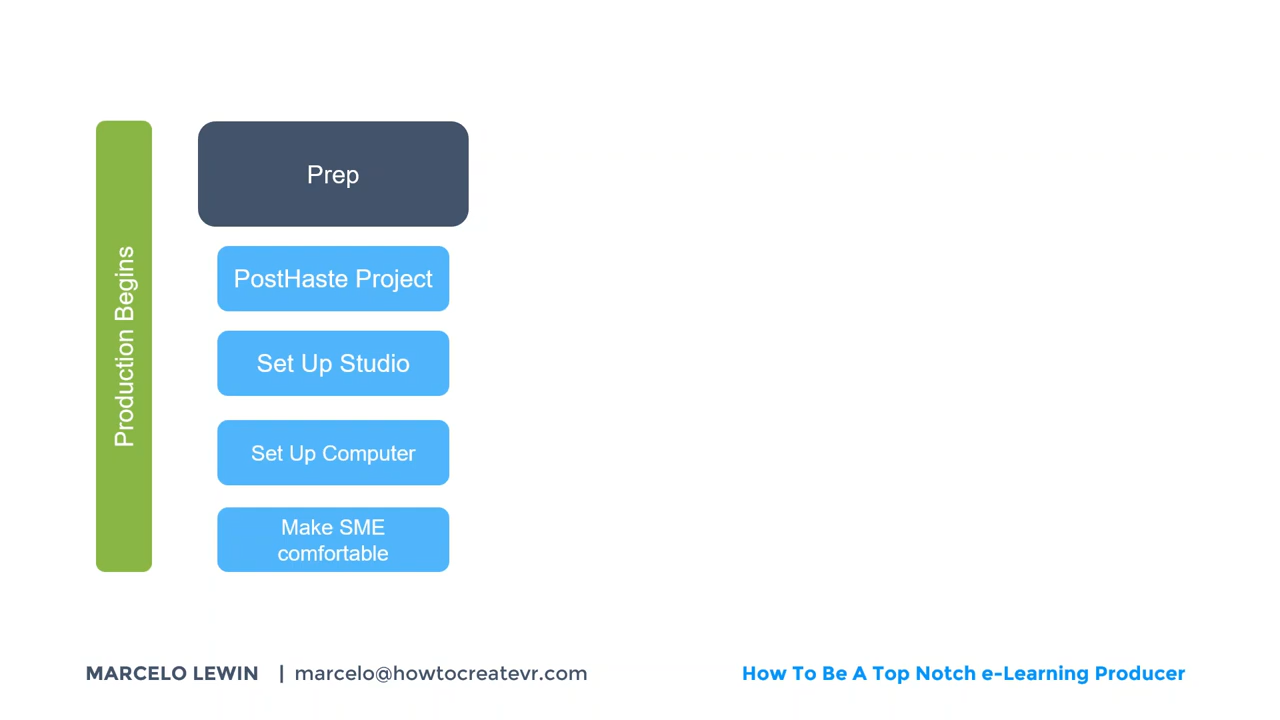 Production Begins
Prep
PostHaste Project
Set Up Studio
Set Up Computer
Make SME
comfortable
MARCELO LEWIN | marcelo@howtocreatevr.com
How To Be A Top Notch e-Learning Producer